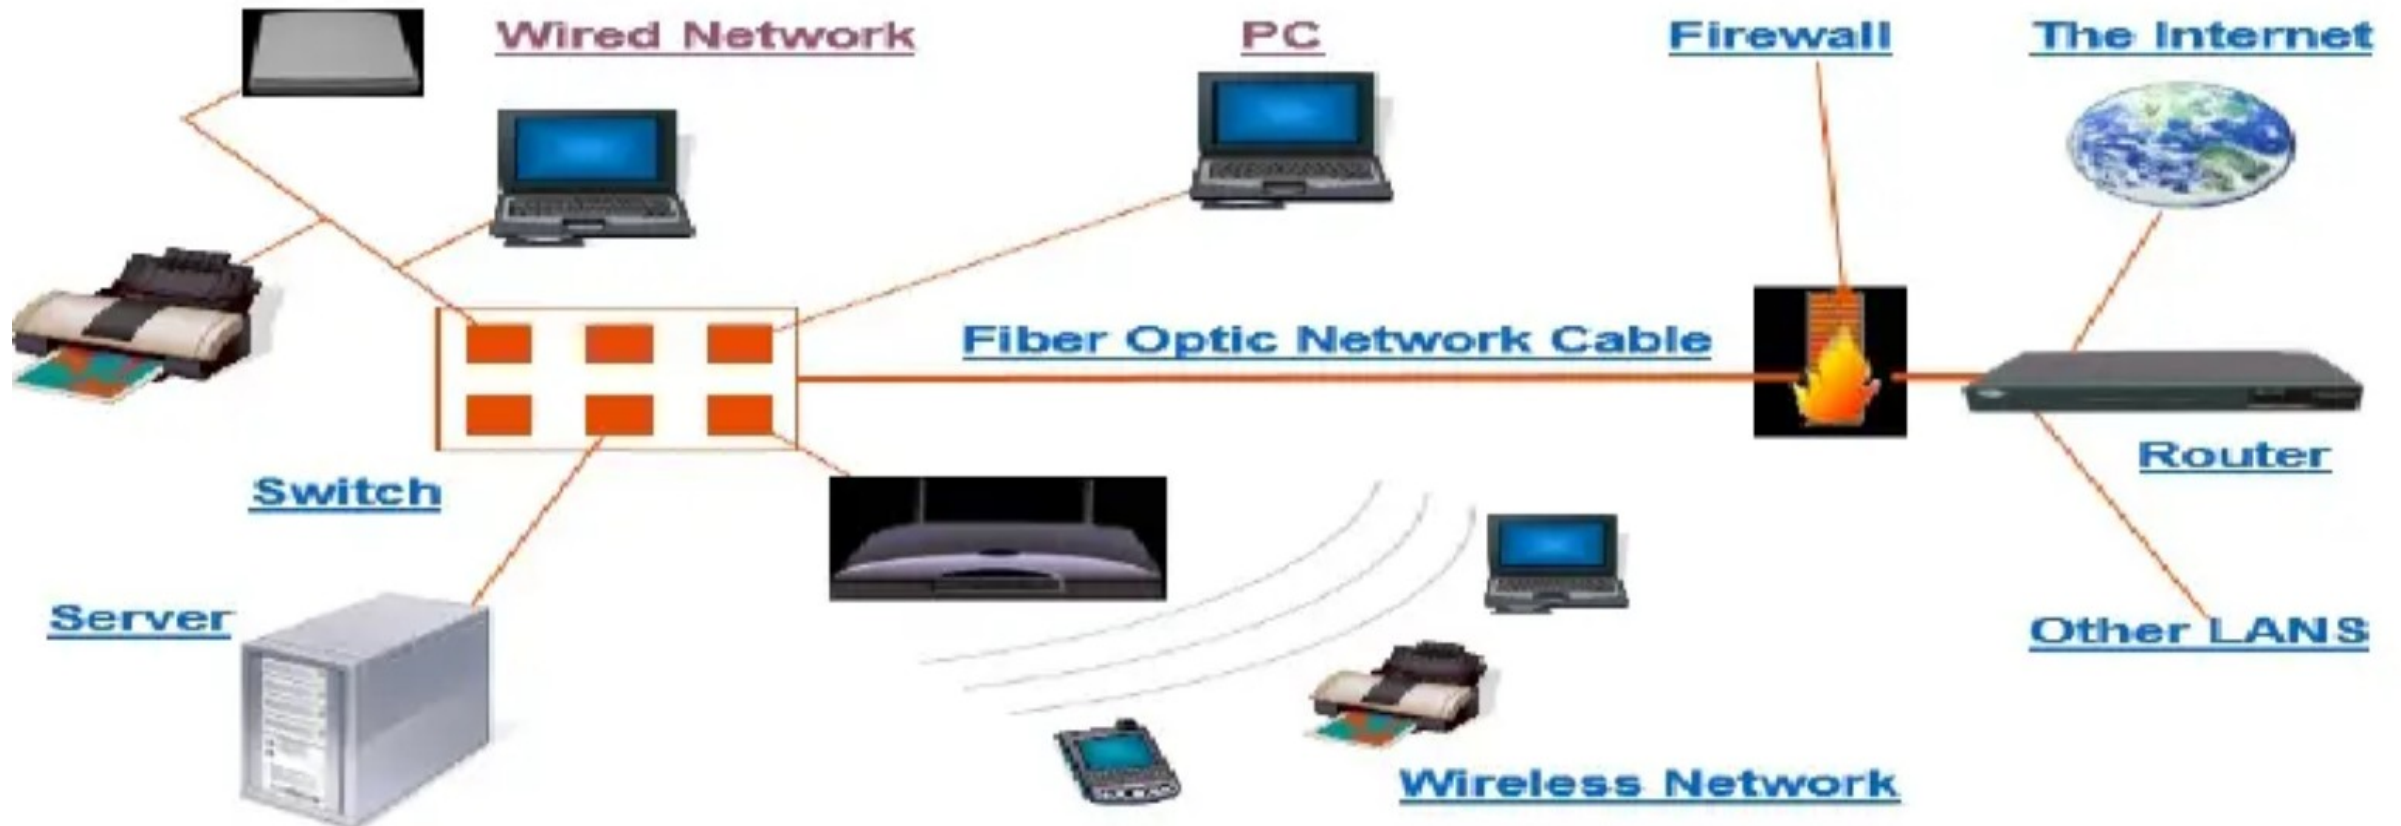 Wired Network
PC
Firewall
The Internet
Fiber Optic Network Cable
Router
Switch
Server
Other LANS
Wireless Network